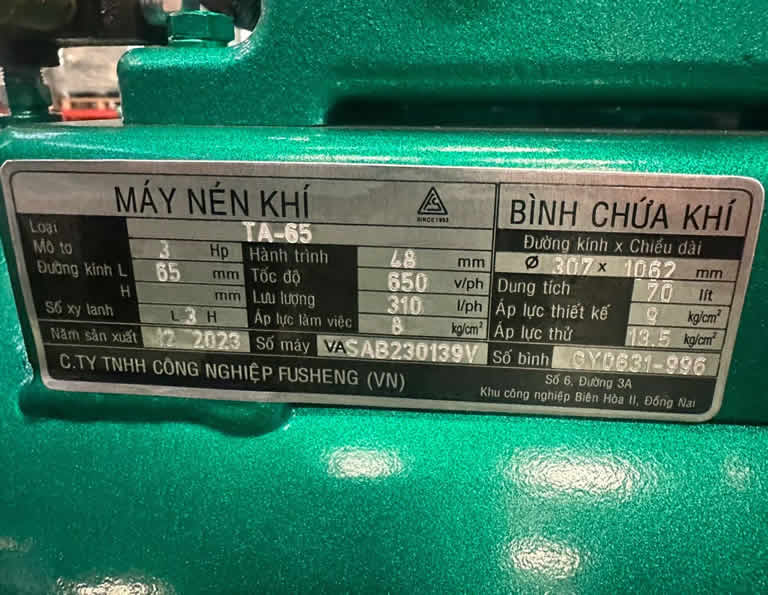 MÁY NÉN KHÍ
SINCE 1953
Loại TA-65
Mô tơ 3 Hp
Đường kính L 65 mm
H mm
Số xy lanh L 3 H
Hành trình 48 mm
Tốc độ 650 v/ph
Lưu lượng 310 l/ph
Áp lực làm việc 8 kg/cm²
Năm sản xuất 12 2023
Số máy VASAB230139V
BÌNH CHỨA KHÍ
Đường kính x Chiều dài
Ø 307 x 1062 mm
Dung tích 70 lít
Áp lực thiết kế 9 kg/cm²
Áp lực thử 13.5 kg/cm²
Số bình GY0631-996
C.TY TNHH CÔNG NGHIỆP FUSHENG (VN)
Số 6, Đường 3A
Khu công nghiệp Biên Hòa II, Đồng Nai